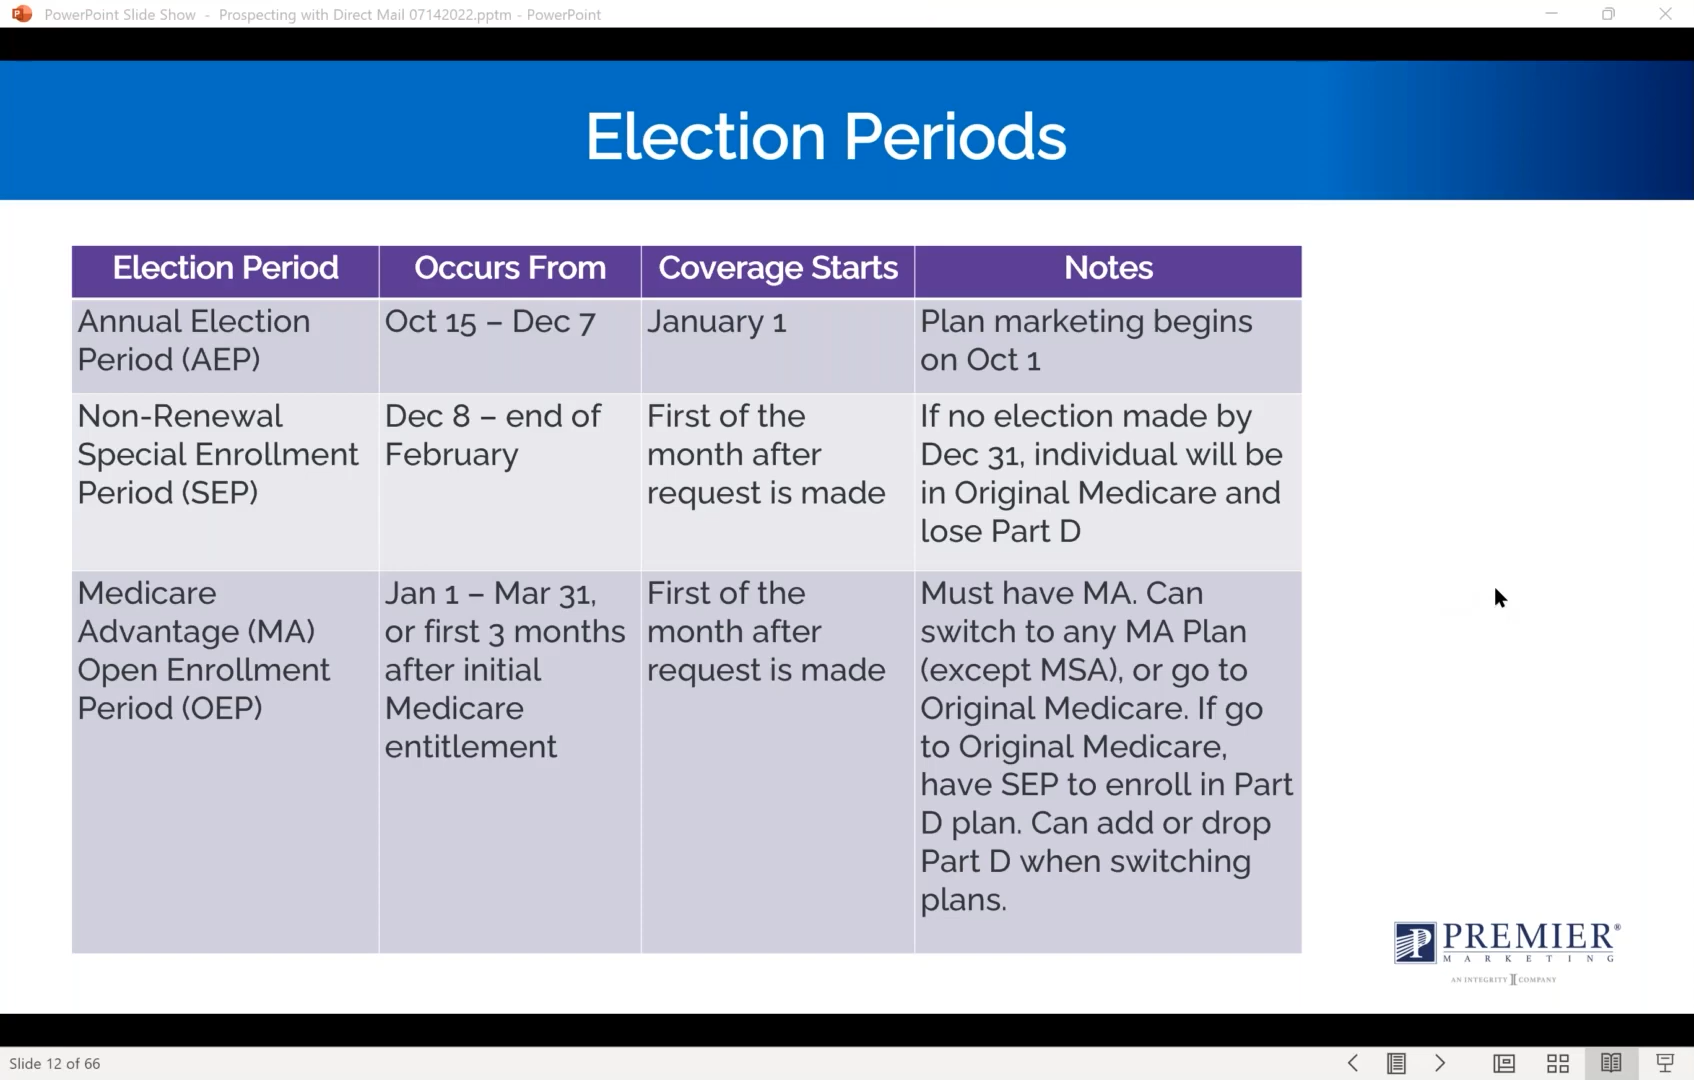 PowerPoint Slide Show - Prospecting with Direct Mail 07142022.pptm - PowerPoint
Election Periods
Election Period
Occurs From
Coverage Starts
Notes
Annual Election
Period (AEP)
Oct 15 – Dec 7
January 1
Plan marketing begins
on Oct 1
Non-Renewal
Special Enrollment
Period (SEP)
Dec 8 – end of
February
First of the
month after
request is made
If no election made by
Dec 31, individual will be
in Original Medicare and
lose Part D
Medicare
Advantage (MA)
Open Enrollment
Period (OEP)
Jan 1 – Mar 31,
or first 3 months
after initial
Medicare
entitlement
First of the
month after
request is made
Must have MA. Can
switch to any MA Plan
(except MSA), or go to
Original Medicare. If go
to Original Medicare,
have SEP to enroll in Part
D plan. Can add or drop
Part D when switching
plans.
PREMIER®
MARKETING
AN INTEGRITY COMPANY
Slide 12 of 66